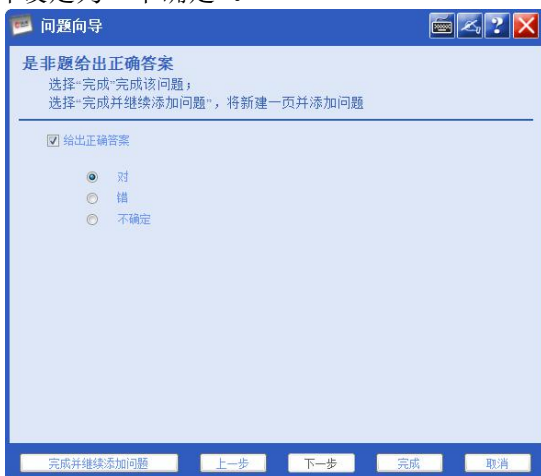 问题向导
是非题给出正确答案
选择“完成”完成该问题；
选择“完成并继续添加问题”，将新建一页并添加问题
给出正确答案
对
错
不确定
完成并继续添加问题 上一步 下一步 完成 取消